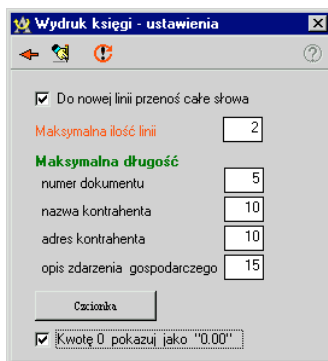 Wydruk księgi - ustawienia
Do nowej linii przenoś całe słowa
Maksymalna ilość linii 2
Maksymalna długość
numer dokumentu 5
nazwa kontrahenta 10
adres kontrahenta 10
opis zdarzenia gospodarczego 15
Czcionka
Kwotę 0 pokazuj jako "0.00"